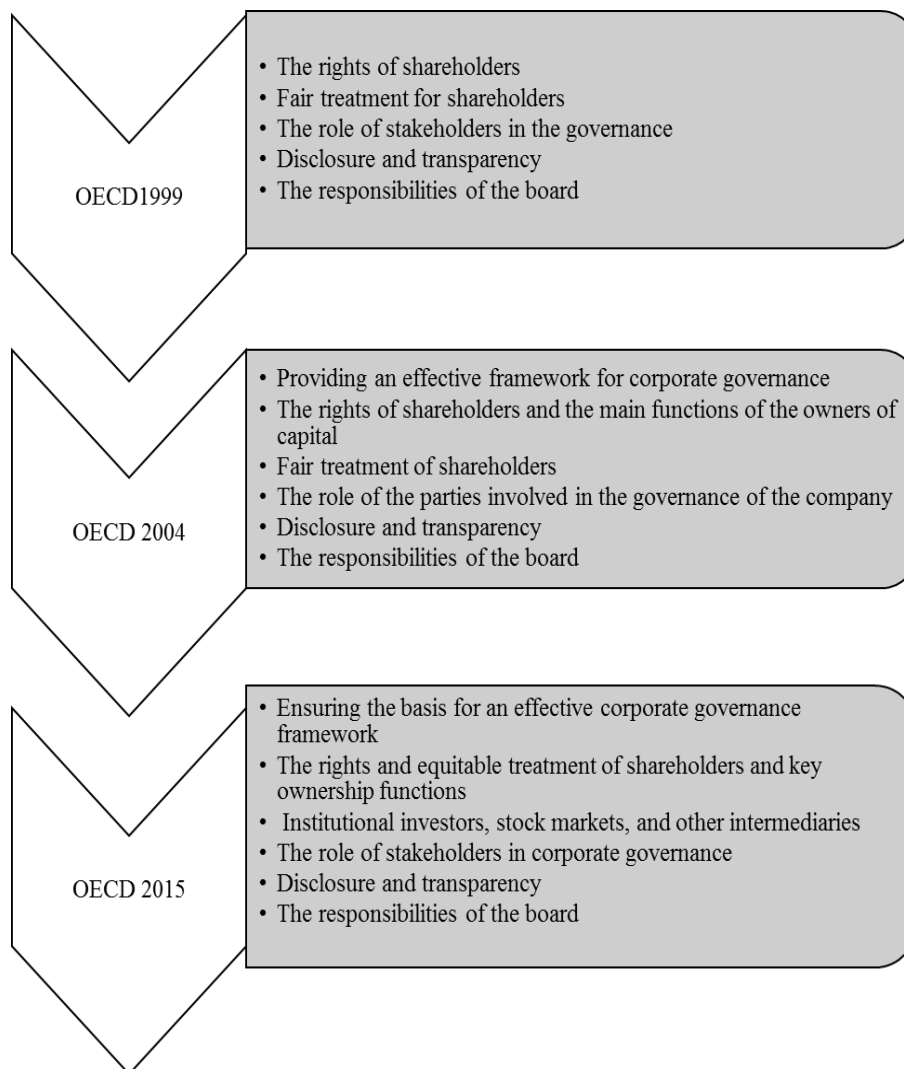 • The rights of shareholders
• Fair treatment for shareholders
• The role of stakeholders in the governance
• Disclosure and transparency
• The responsibilities of the board
OECD1999
• Providing an effective framework for corporate governance
• The rights of shareholders and the main functions of the owners of
capital
• Fair treatment of shareholders
• The role of the parties involved in the governance of the company
• Disclosure and transparency
• The responsibilities of the board
OECD 2004
• Ensuring the basis for an effective corporate governance
framework
• The rights and equitable treatment of shareholders and key
ownership functions
• Institutional investors, stock markets, and other intermediaries
• The role of stakeholders in corporate governance
• Disclosure and transparency
• The responsibilities of the board
OECD 2015